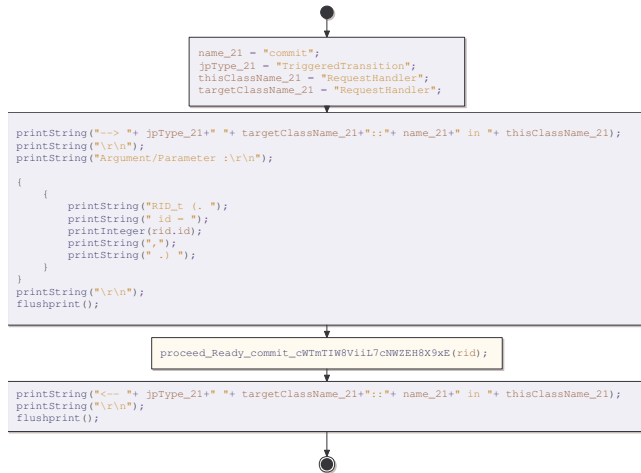 name_21 = "commit";
jpType_21 = "TriggeredTransition";
thisClassName_21 = "RequestHandler";
targetClassName_21 = "RequestHandler";
printString("--> "+ jpType_21+" "+ targetClassName_21+"::"+ name_21+" in "+ thisClassName_21);
printString("\r\n");
printString("Argument/Parameter :\r\n");
{
{
printString("RID_t (. ");
printString(" id = ");
printInteger(rid.id);
printString(",");
printString(" .) ");
}
}
printString("\r\n");
flushprint();
proceed_Ready_commit_cWTmTIW8ViiL7cNWZEH8X9xE(rid);
printString("<-- "+ jpType_21+" "+ targetClassName_21+"::"+ name_21+" in "+ thisClassName_21);
printString("\r\n");
flushprint();